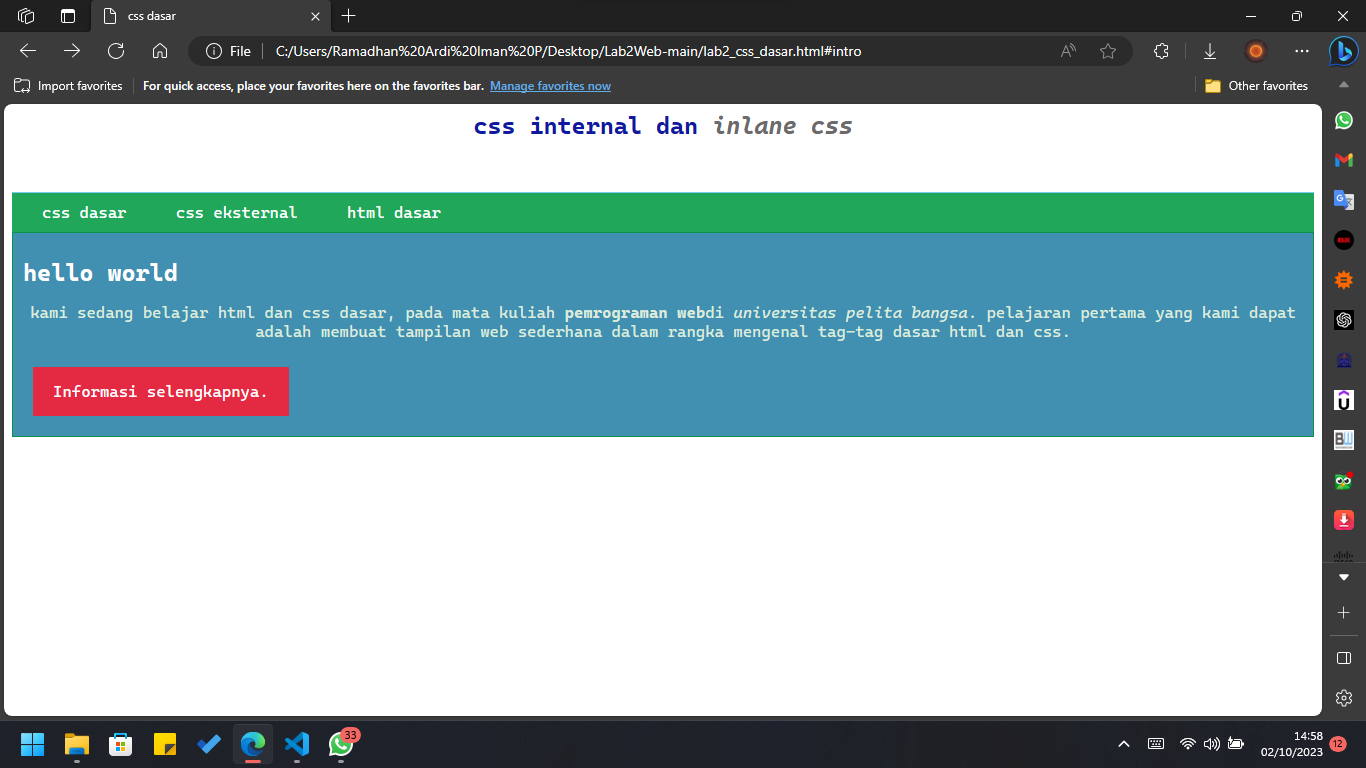 css dasar
File
C:/Users/Ramadhan%20Ardi%20Iman%20P/Desktop/Lab2Web-main/lab2_css_dasar.html#intro
Import favorites
For quick access, place your favorites here on the favorites bar. Manage favorites now
Other favorites
css internal dan inlane css
css dasar css eksternal html dasar
hello world
kami sedang belajar html dan css dasar, pada mata kuliah pemrograman webdi universitas pelita bangsa. pelajaran pertama yang kami dapat
adalah membuat tampilan web sederhana dalam rangka mengenal tag-tag dasar html dan css.
Informasi selengkapnya.
BW
33
14:58
02/10/2023
12